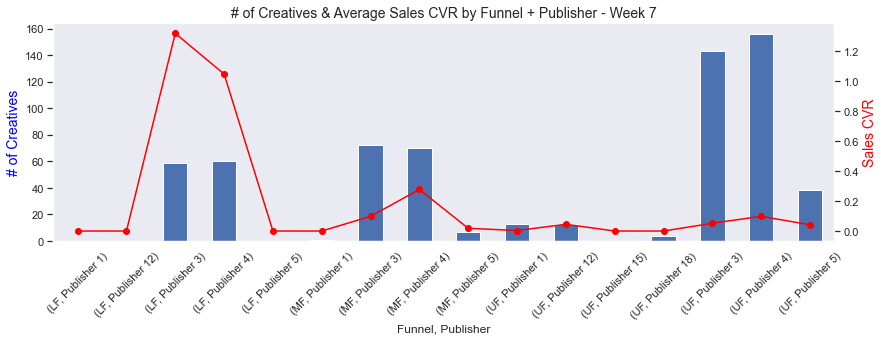 # of Creatives & Average Sales CVR by Funnel + Publisher - Week 7
# of Creatives
160
140
120
100
80
60
40
20
0
1.2
1.0
0.8
0.6
0.4
0.2
0.0
Sales CVR
(LF, Publisher 1)
(LF, Publisher 12)
(LF, Publisher 3)
(LF, Publisher 4)
(LF, Publisher 5)
(MF, Publisher 1)
(MF, Publisher 3)
(MF, Publisher 4)
(MF, Publisher 5)
(UF, Publisher 1)
(UF, Publisher 12)
(UF, Publisher 15)
(UF, Publisher 18)
(UF, Publisher 3)
(UF, Publisher 4)
(UF, Publisher 5)
Funnel, Publisher